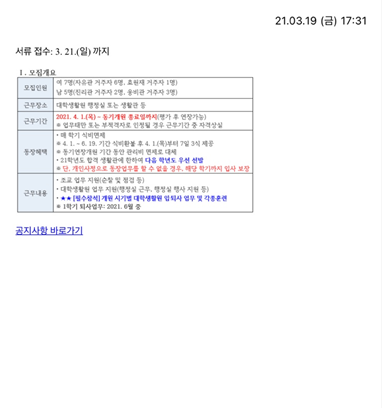 21.03.19 (금) 17:31
서류 접수: 3. 21.(일) 까지
1. 모집개요
모집인원
여 7명(자유관 거주자 6명, 효원재 거주자 1명)
남 5명(진리관 거주자 2명, 웅비관 거주자 3명)
근무장소
대학생활원 행정실 또는 생활관 등
근무기간
2021. 4. 1.(목) ~ 동기개원 종료일까지(평가 후 연장가능)
※ 업무태만 또는 부적격자로 인정될 경우 근무기간 중 자격상실
동장혜택
• 매 학기 식비면제
※ 4. 1. ~ 6. 19. 기간 식비환불 후 4. 1.(목)부터 7일 3식 제공
※ 동기연장개원 기간 동안 관리비 면제로 대체
• 21학년도 합격 생활관에 한하여 다음 학년도 우선 선발
※ 단, 개인사정으로 동장업무를 할 수 없을 경우, 해당 학기까지 입사 보장
근무내용
• 조교 업무 지원(순찰 및 점검 등)
• 대학생활원 업무 지원(행정실 근무, 행정실 행사 지원 등)
• ★★ [필수참석] 개원 시기별 대학생활원 입퇴사 업무 및 각종훈련
※ 1학기 퇴사업무: 2021. 6월 중
공지사항 바로가기